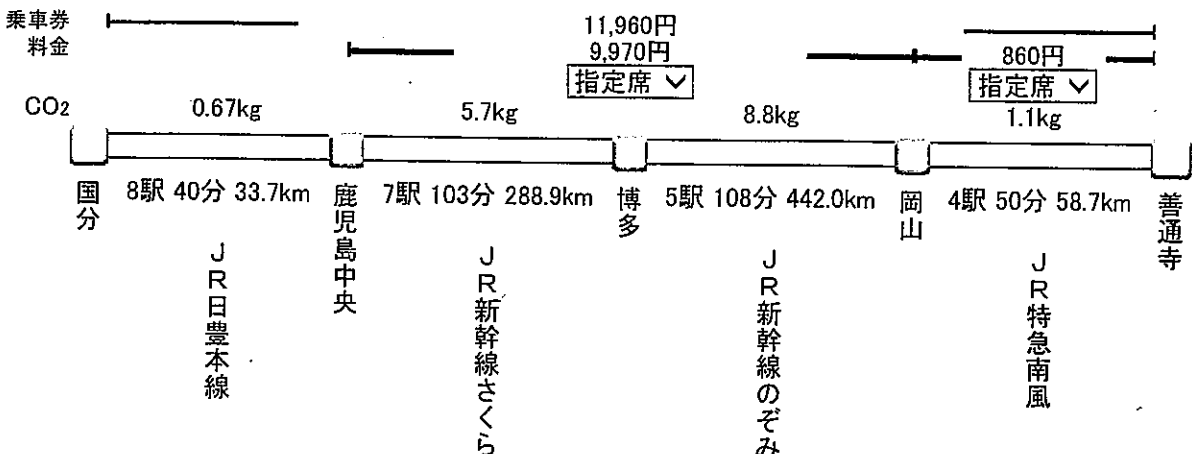 乗車券 11,960円
料金 9,970円 860円
指定席 指定席
CO2 0.67kg 5.7kg 8.8kg 1.1kg
国分 8駅 40分 33.7km 鹿児島中央 7駅 103分 288.9km 博多 5駅 108分 442.0km 岡山 4駅 50分 58.7km 善通寺
JR日豊本線
JR新幹線さくら
JR新幹線のぞみ
JR特急南風